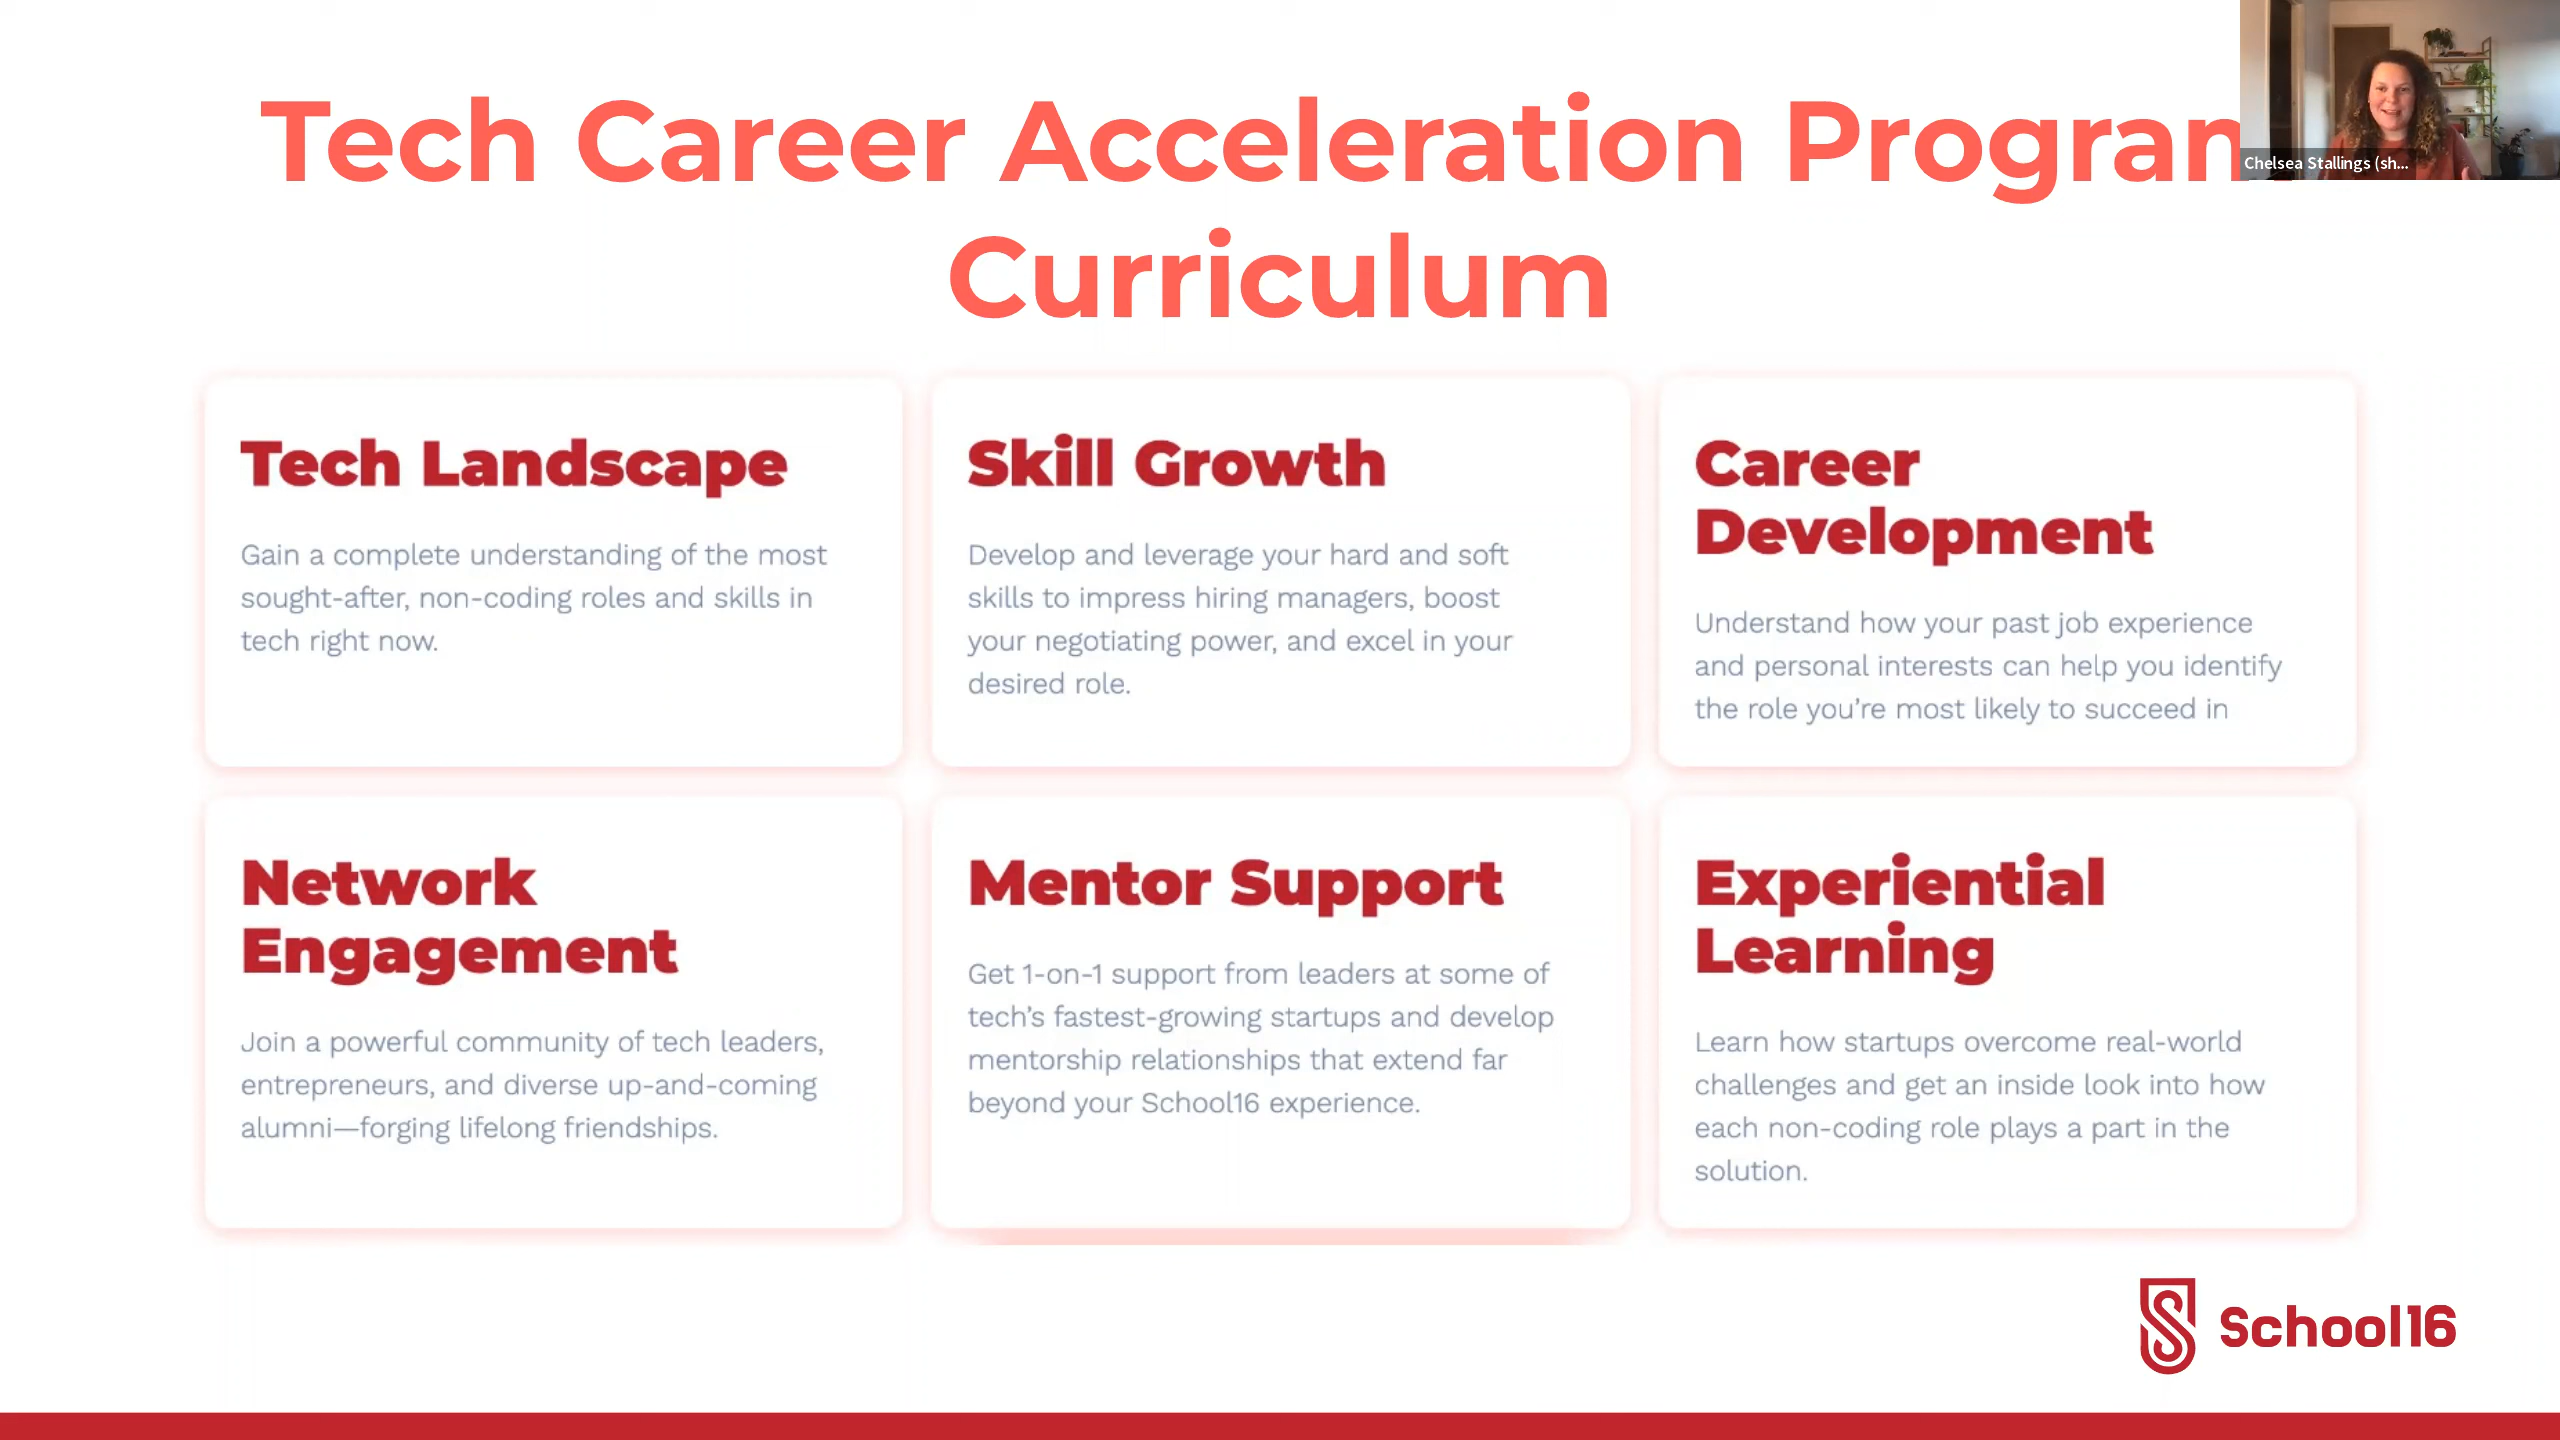 Tech Career Acceleration Program
Curriculum
Chelsea Stallings (sh...
Tech Landscape
Gain a complete understanding of the most
sought-after, non-coding roles and skills in
tech right now.
Skill Growth
Develop and leverage your hard and soft
skills to impress hiring managers, boost
your negotiating power, and excel in your
desired role.
Career
Development
Understand how your past job experience
and personal interests can help you identify
the role you’re most likely to succeed in
Network
Engagement
Join a powerful community of tech leaders,
entrepreneurs, and diverse up-and-coming
alumni—forging lifelong friendships.
Mentor Support
Get 1-on-1 support from leaders at some of
tech’s fastest-growing startups and develop
mentorship relationships that extend far
beyond your School16 experience.
Experiential
Learning
Learn how startups overcome real-world
challenges and get an inside look into how
each non-coding role plays a part in the
solution.
School16